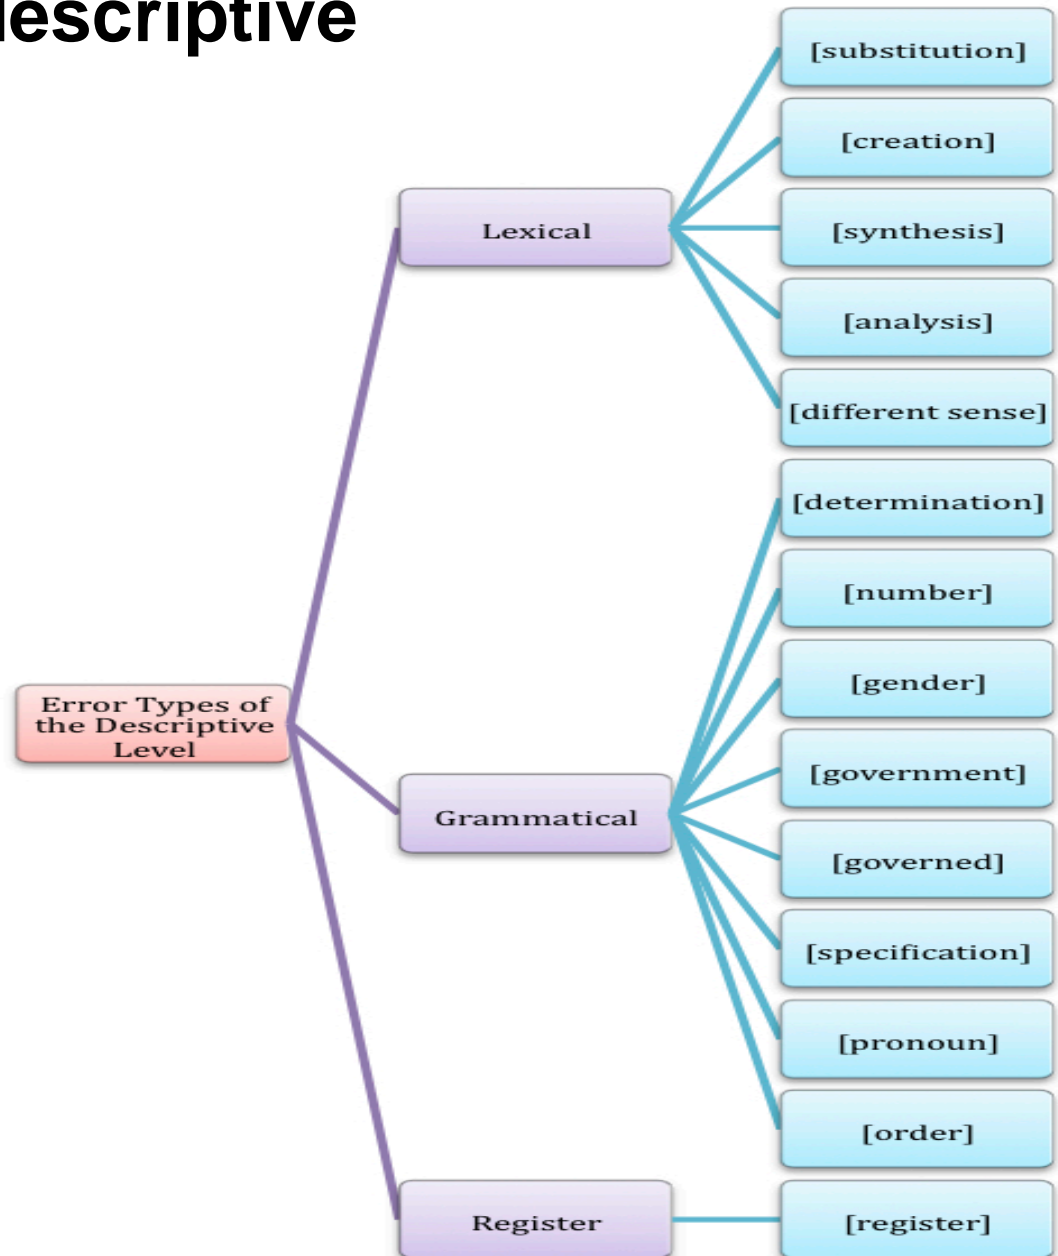 descriptive
Error Types of
the Descriptive
Level
Lexical
[substitution]
[creation]
[synthesis]
[analysis]
[different sense]
Grammatical
[determination]
[number]
[gender]
[government]
[governed]
[specification]
[pronoun]
[order]
Register
[register]